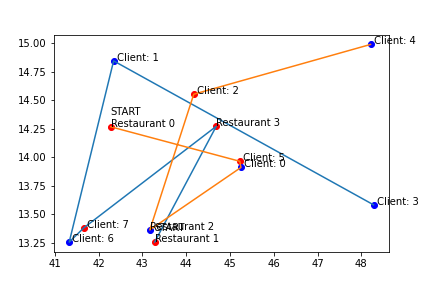 15.00
14.75
14.50
14.25
14.00
13.75
13.50
13.25
Client: 4
Client: 1
Client: 2
START
Restaurant 0
Restaurant 3
Client: 5
Client: 0
Client: 3
Client: 7
Restaurant 2
START
Client: 6
Restaurant 1
41 42 43 44 45 46 47 48